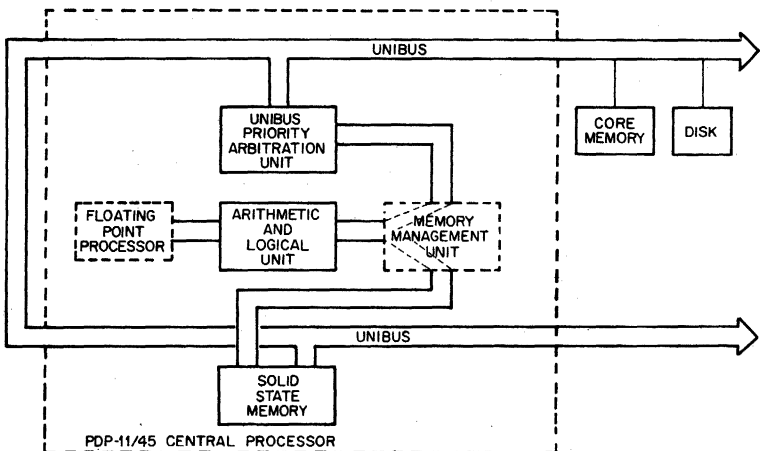 UNIBUS
UNIBUS
PRIORITY
ARBITRATION
UNIT
CORE
MEMORY
DISK
FLOATING
POINT
PROCESSOR
ARITHMETIC
AND
LOGICAL
UNIT
MEMORY
MANAGEMENT
UNIT
UNIBUS
SOLID
STATE
MEMORY
PDP-11/45 CENTRAL PROCESSOR